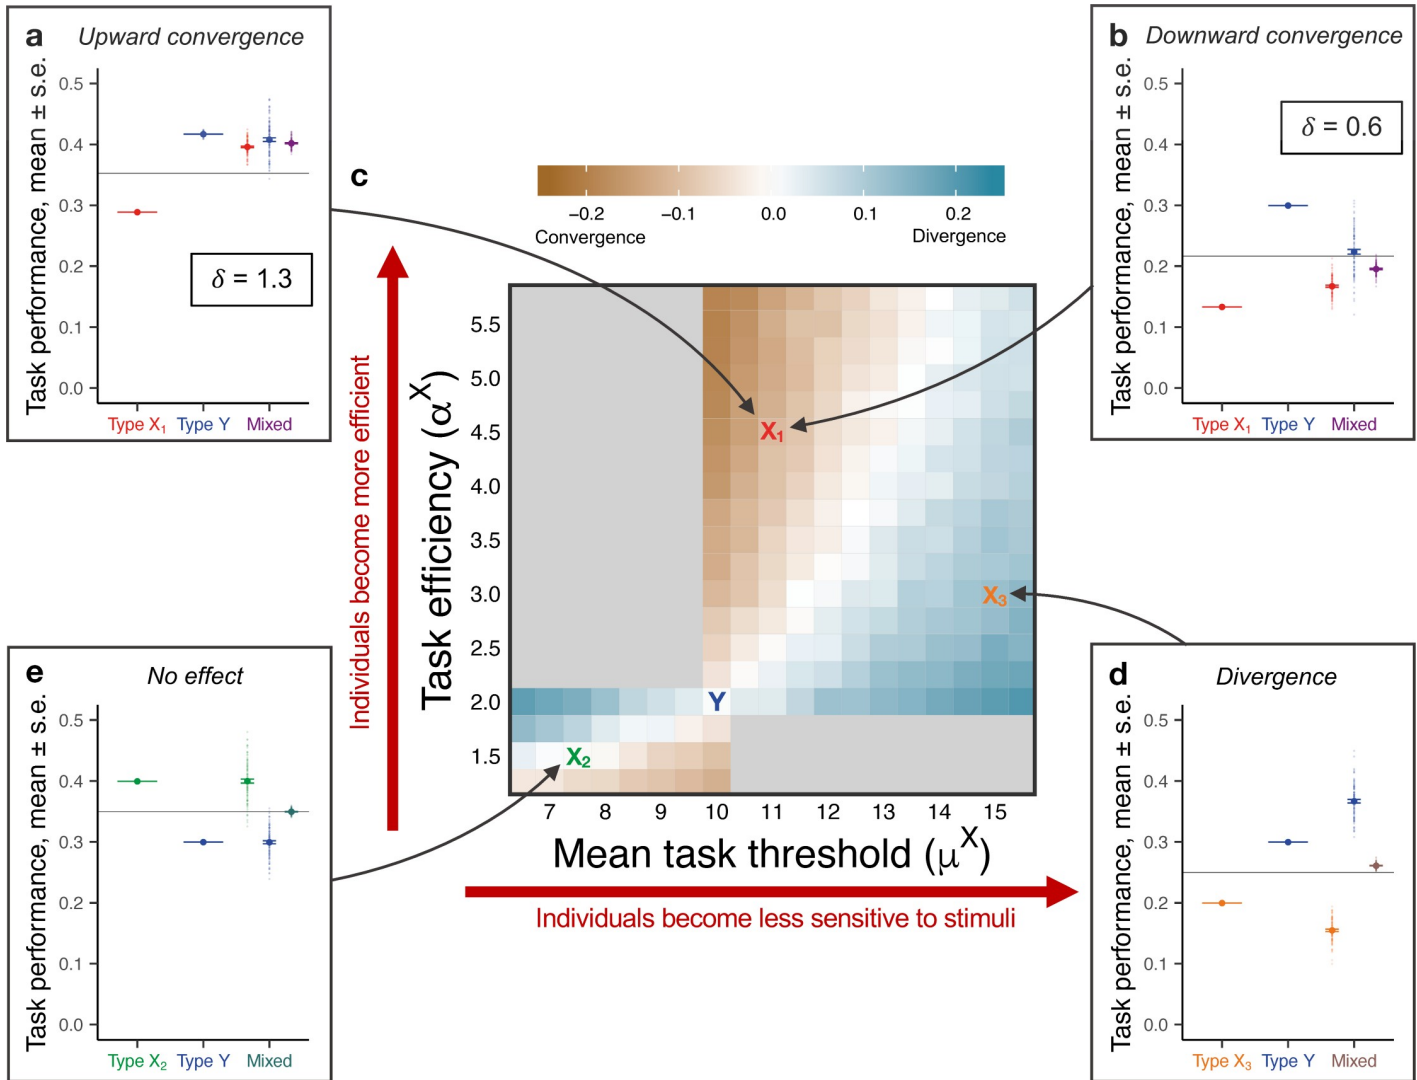 a Upward convergence
Task performance, mean ± s.e.
0.5
0.4
0.3
0.2
0.1
0.0
δ = 1.3
Type X₁ Type Y Mixed
b Downward convergence
Task performance, mean ± s.e.
0.5
0.4
0.3
0.2
0.1
0.0
δ = 0.6
Type X₁ Type Y Mixed
c
−0.2 −0.1 0.0 0.1 0.2
Convergence Divergence
Individuals become more efficient
Task efficiency (αˣ)
5.5
5.0
4.5
4.0
3.5
3.0
2.5
2.0
1.5
X₁
X₃
Y
X₂
7 8 9 10 11 12 13 14 15
Mean task threshold (μˣ)
Individuals become less sensitive to stimuli
e No effect
Task performance, mean ± s.e.
0.5
0.4
0.3
0.2
0.1
0.0
Type X₂ Type Y Mixed
d Divergence
Task performance, mean ± s.e.
0.5
0.4
0.3
0.2
0.1
0.0
Type X₃ Type Y Mixed